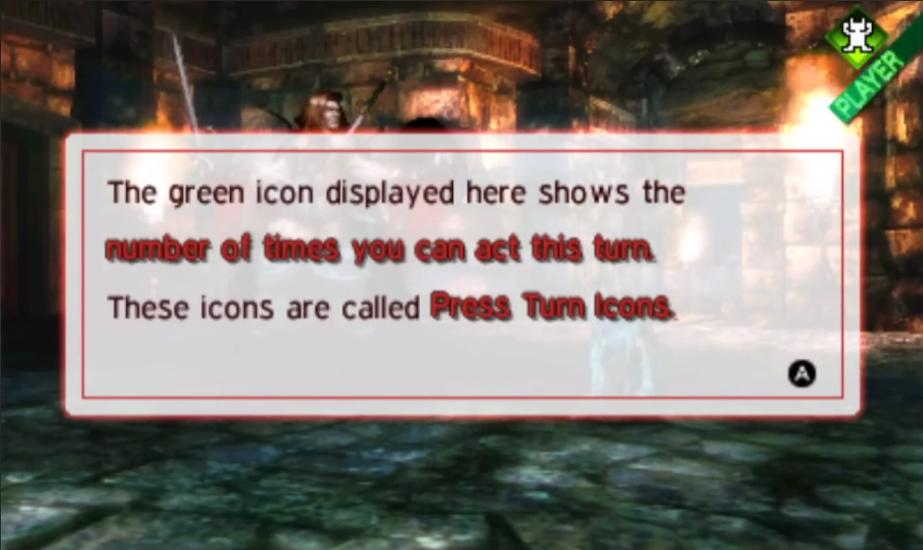 PLAYER
The green icon displayed here shows the
number of times you can act this turn.
These icons are called Press Turn Icons.
A